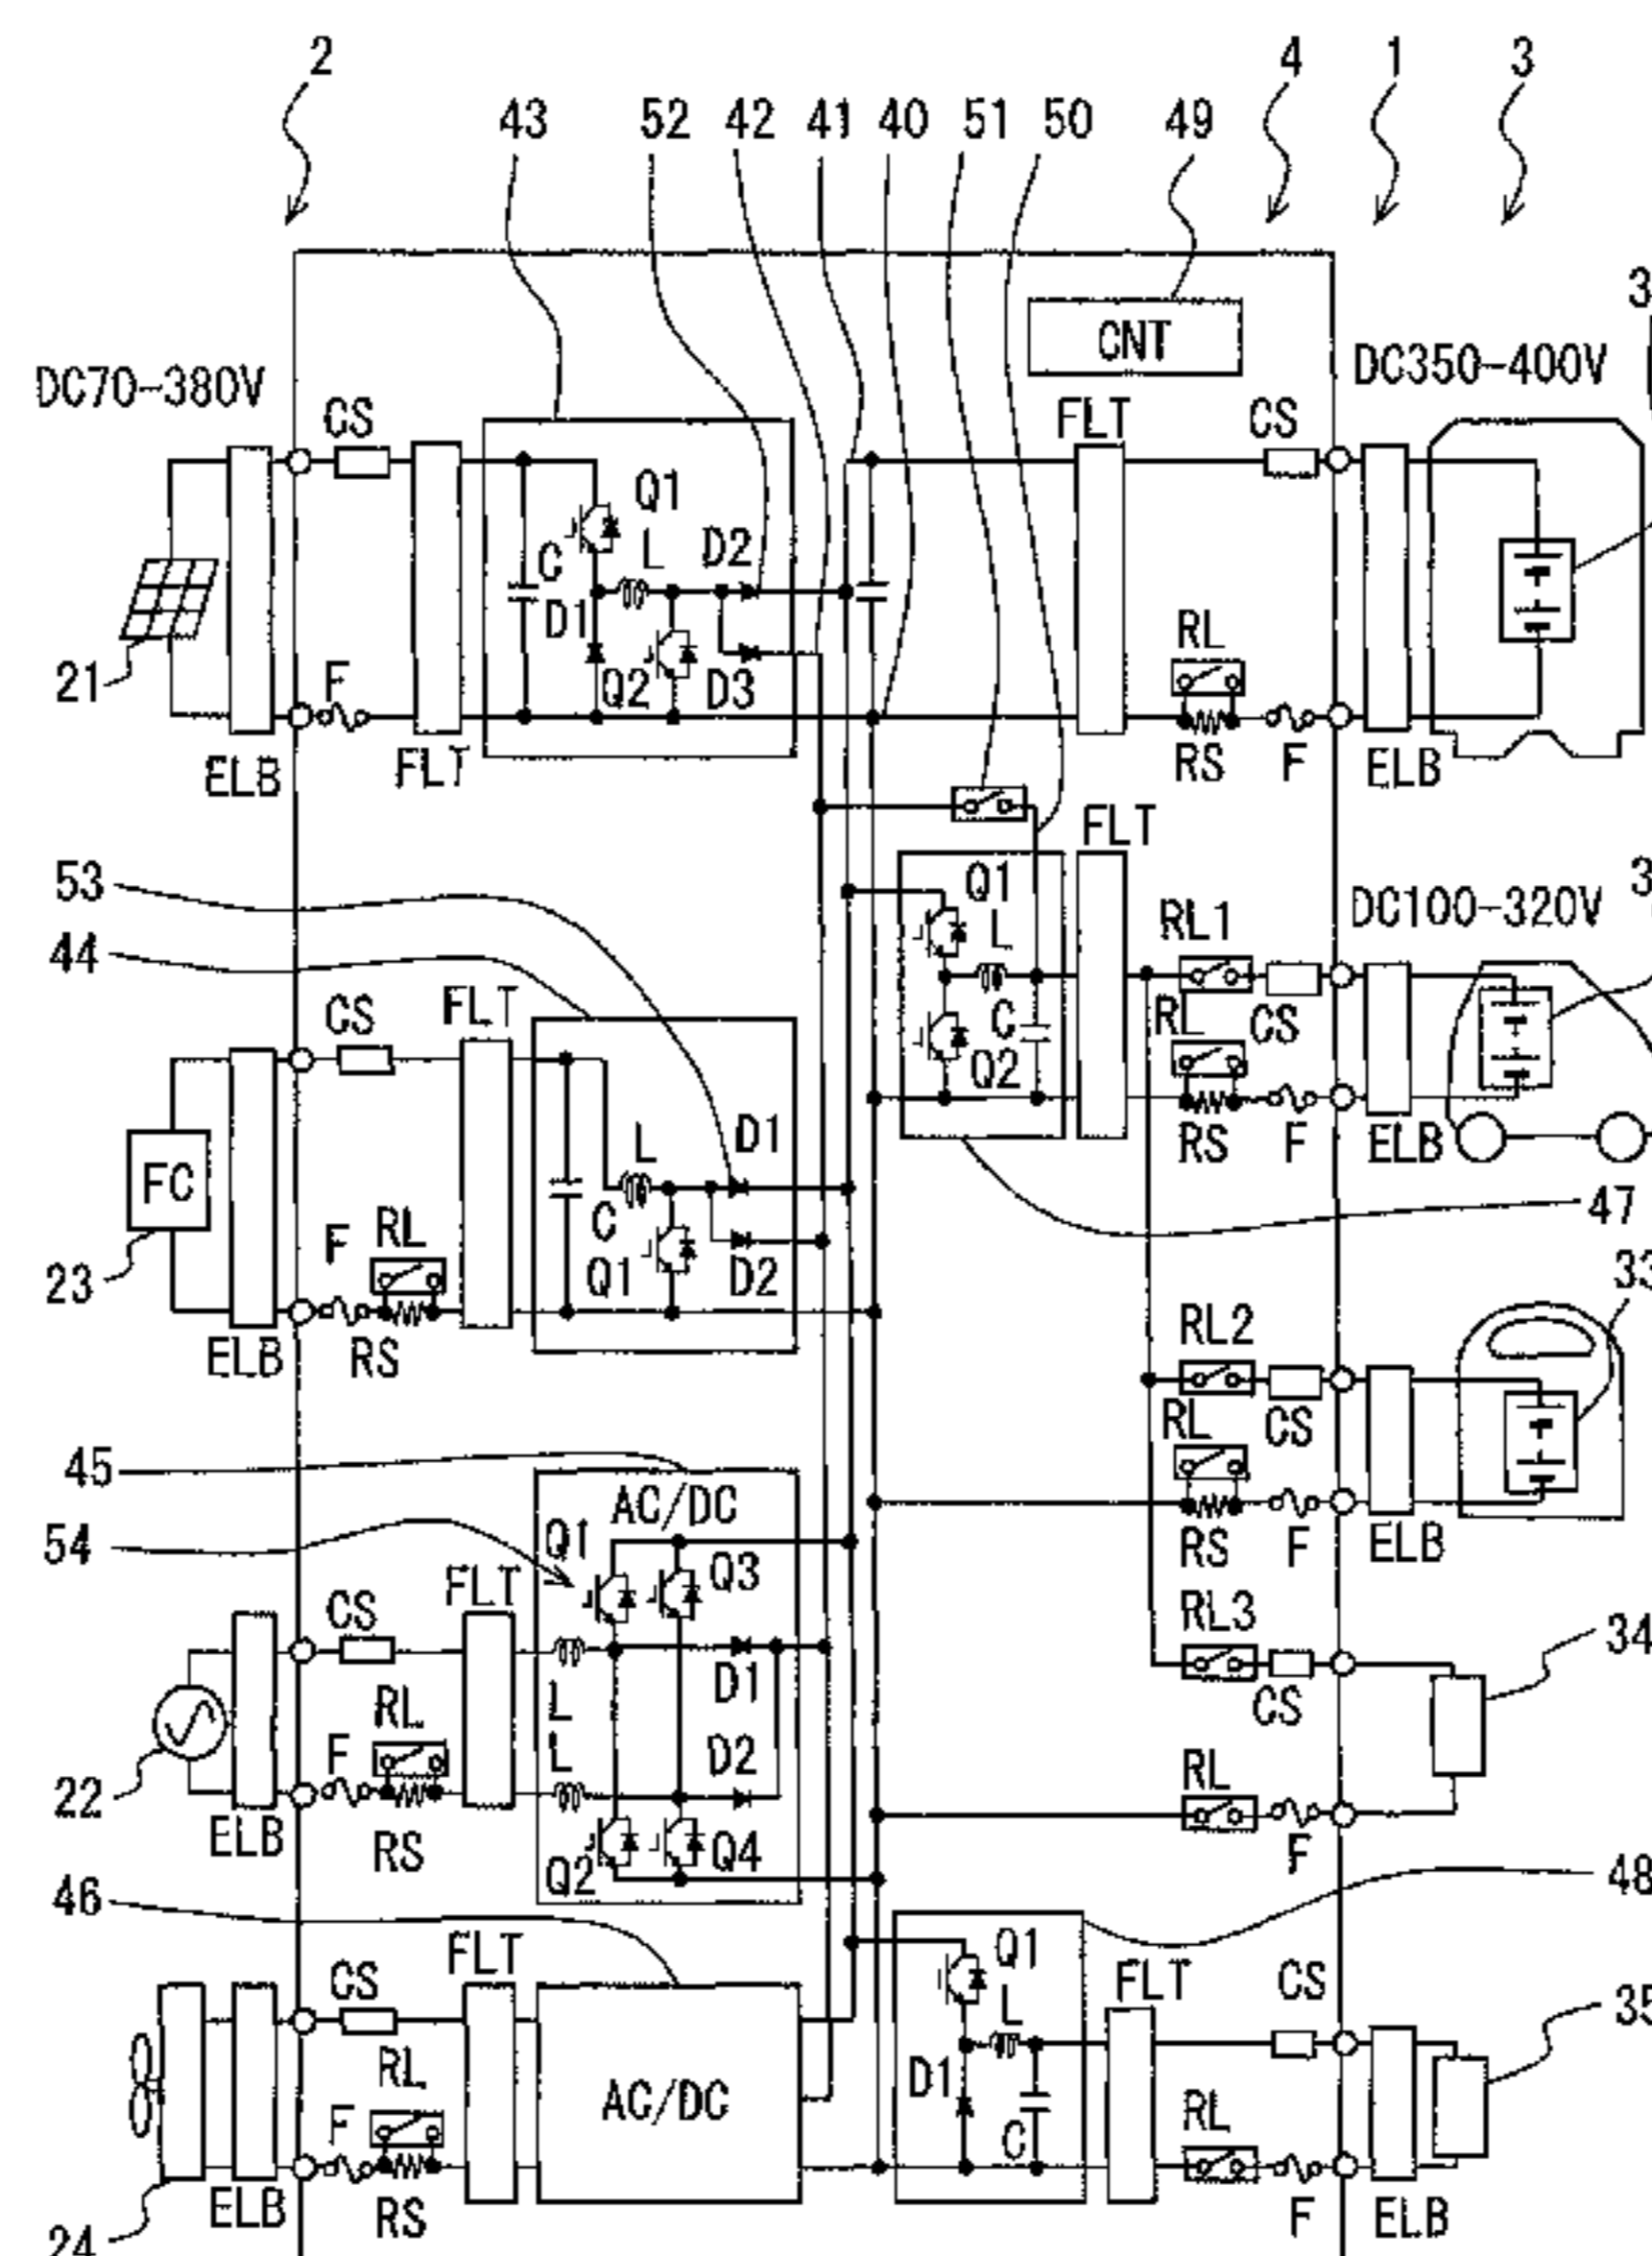 2 4 1 3
43 52 42 41 40 51 50 49
CNT
DC70-380V
DC350-400V
CS
FLT
CS
Q1
C
L
D2
D1
RL
21
F
Q2
D3
ELB
FLT
RS
F
ELB
FLT
53
Q1
DC100-320V
44
L
RL1
CS
FLT
C
RL
CS
Q2
L
D1
RS
F
ELB
FC
C
47
23
F
RL
Q1
D2
ELB
RS
RL2
33
RL
CS
45
AC/DC
54
Q1
Q3
RS
F
ELB
CS
FLT
RL3
34
L
D1
CS
22
F
RL
L
D2
RL
ELB
RS
Q2
Q4
F
48
46
CS
FLT
Q1
FLT
CS
L
35
RL
D1
F
AC/DC
C
RL
24
ELB
RS
F
ELB